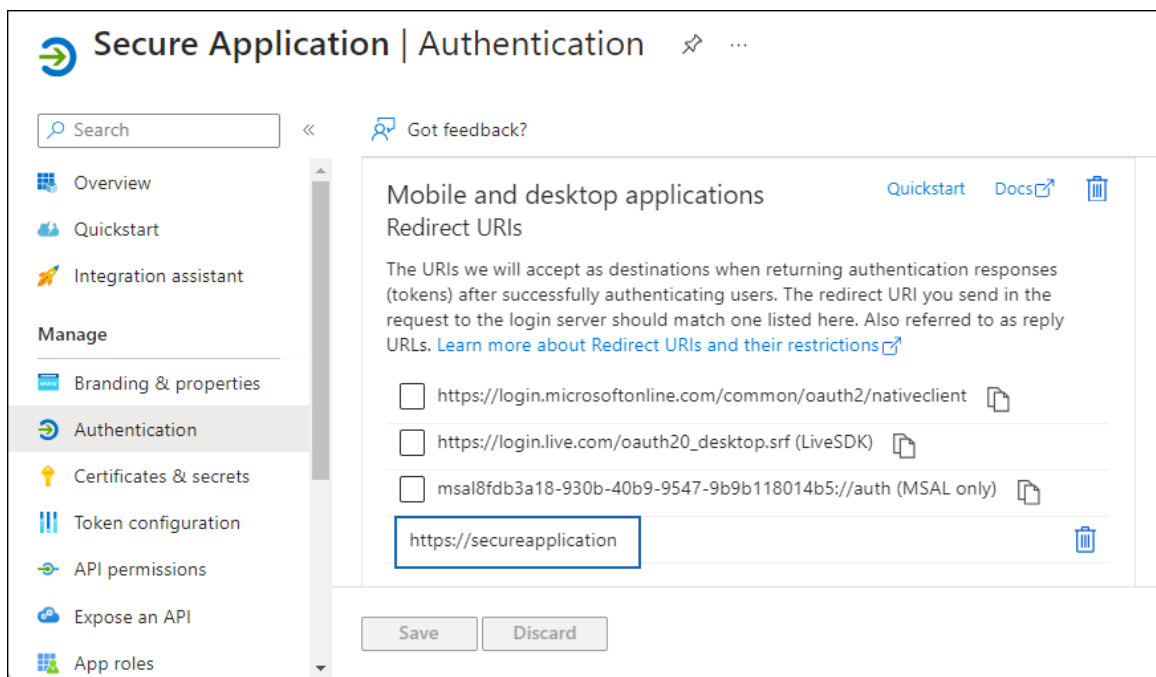 Secure Application | Authentication
Search
Got feedback?
Overview
Quickstart
Integration assistant
Manage
Branding & properties
Authentication
Certificates & secrets
Token configuration
API permissions
Expose an API
App roles
Mobile and desktop applications
Quickstart
Docs
Redirect URIs
The URIs we will accept as destinations when returning authentication responses
(tokens) after successfully authenticating users. The redirect URI you send in the
request to the login server should match one listed here. Also referred to as reply
URLs. Learn more about Redirect URIs and their restrictions
https://login.microsoftonline.com/common/oauth2/nativeclient
https://login.live.com/oauth20_desktop.srf (LiveSDK)
msal8fdb3a18-930b-40b9-9547-9b9b118014b5://auth (MSAL only)
https://secureapplication
Save
Discard